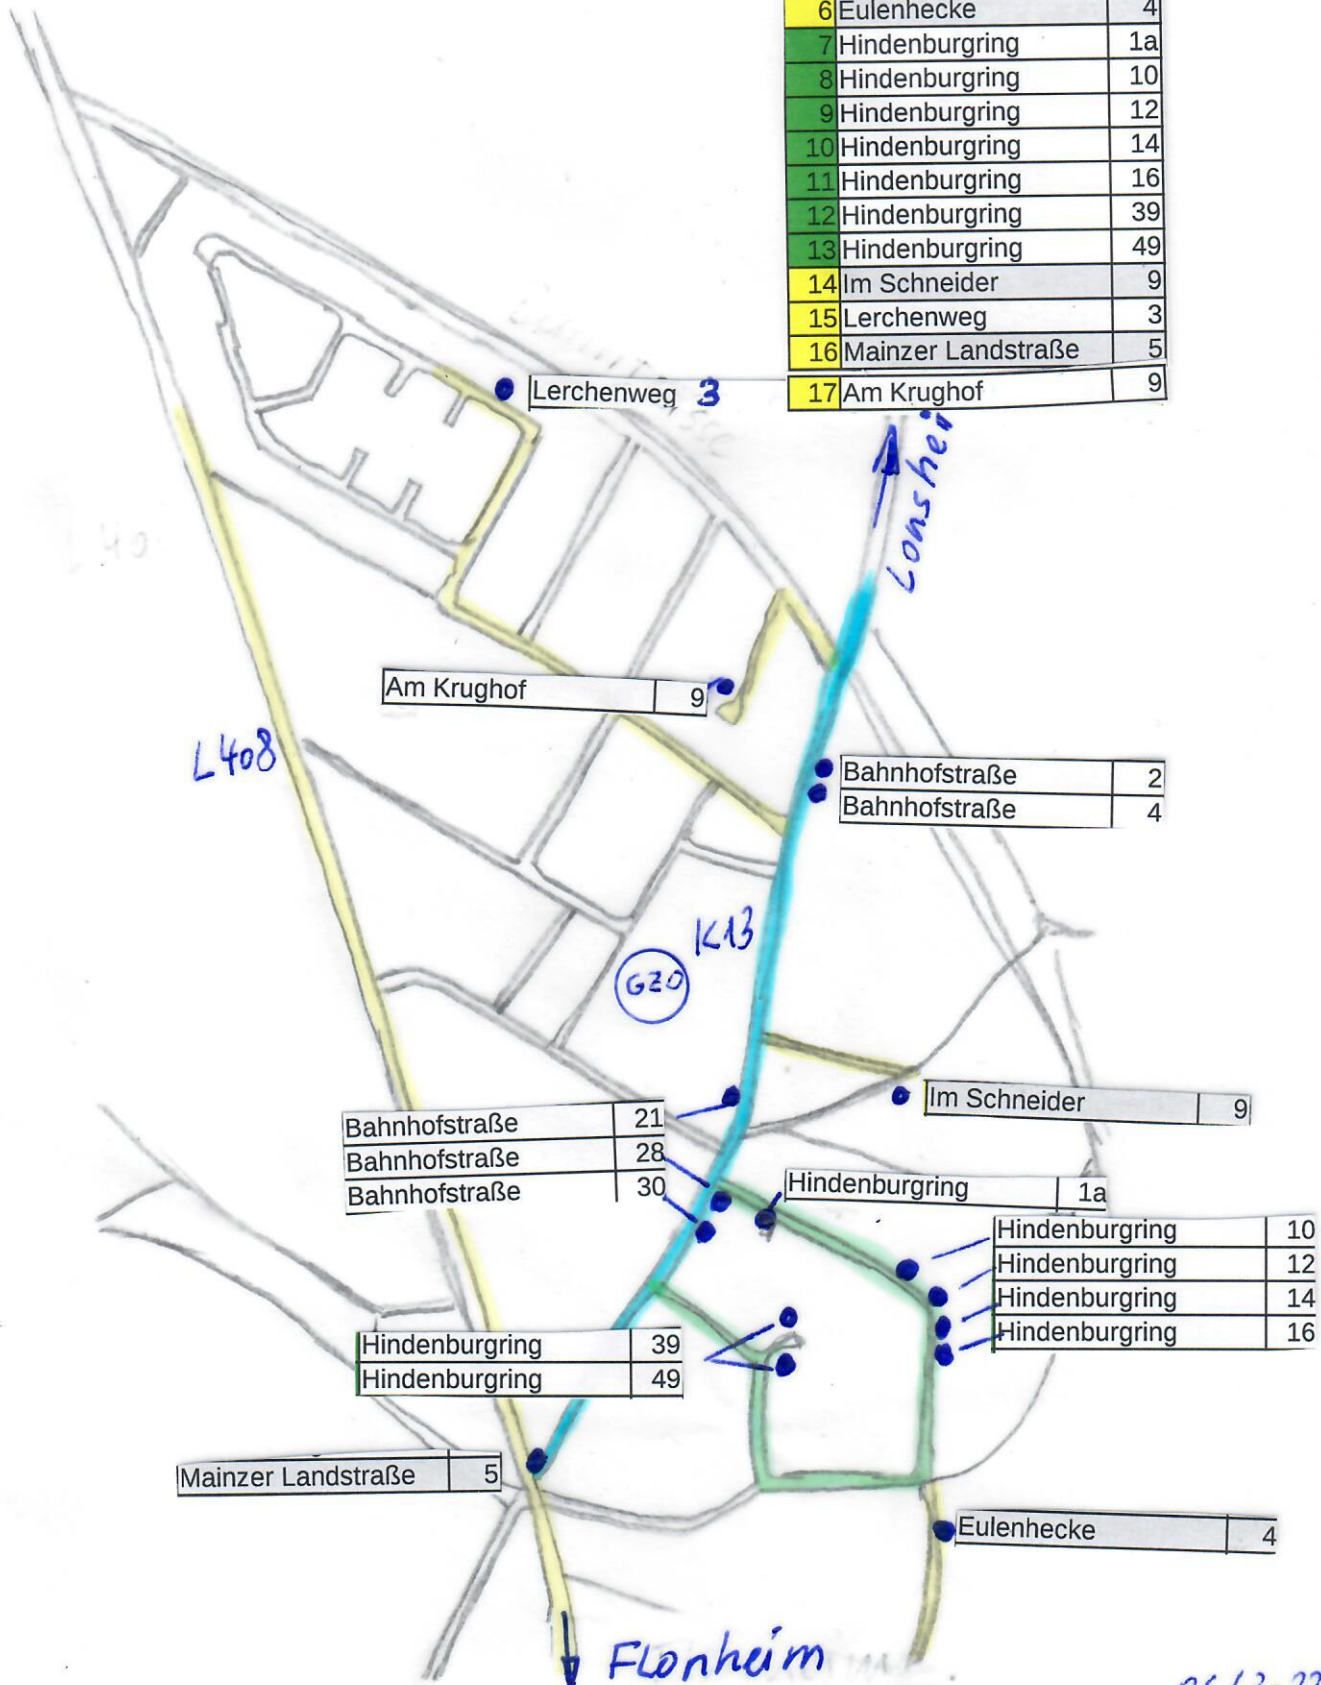 6 Eulenhecke 4
7 Hindenburgring 1a
8 Hindenburgring 10
9 Hindenburgring 12
10 Hindenburgring 14
11 Hindenburgring 16
12 Hindenburgring 39
13 Hindenburgring 49
14 Im Schneider 9
15 Lerchenweg 3
16 Mainzer Landstraße 5
17 Am Krughof 9
Lerchenweg 3
Lonshei
Am Krughof 9
L408
Bahnhofstraße 2
Bahnhofstraße 4
K13
GZO
Im Schneider 9
Bahnhofstraße 21
Bahnhofstraße 28
Bahnhofstraße 30
Hindenburgring 1a
Hindenburgring 10
Hindenburgring 12
Hindenburgring 14
Hindenburgring 16
Hindenburgring 39
Hindenburgring 49
Mainzer Landstraße 5
Eulenhecke 4
Flonheim